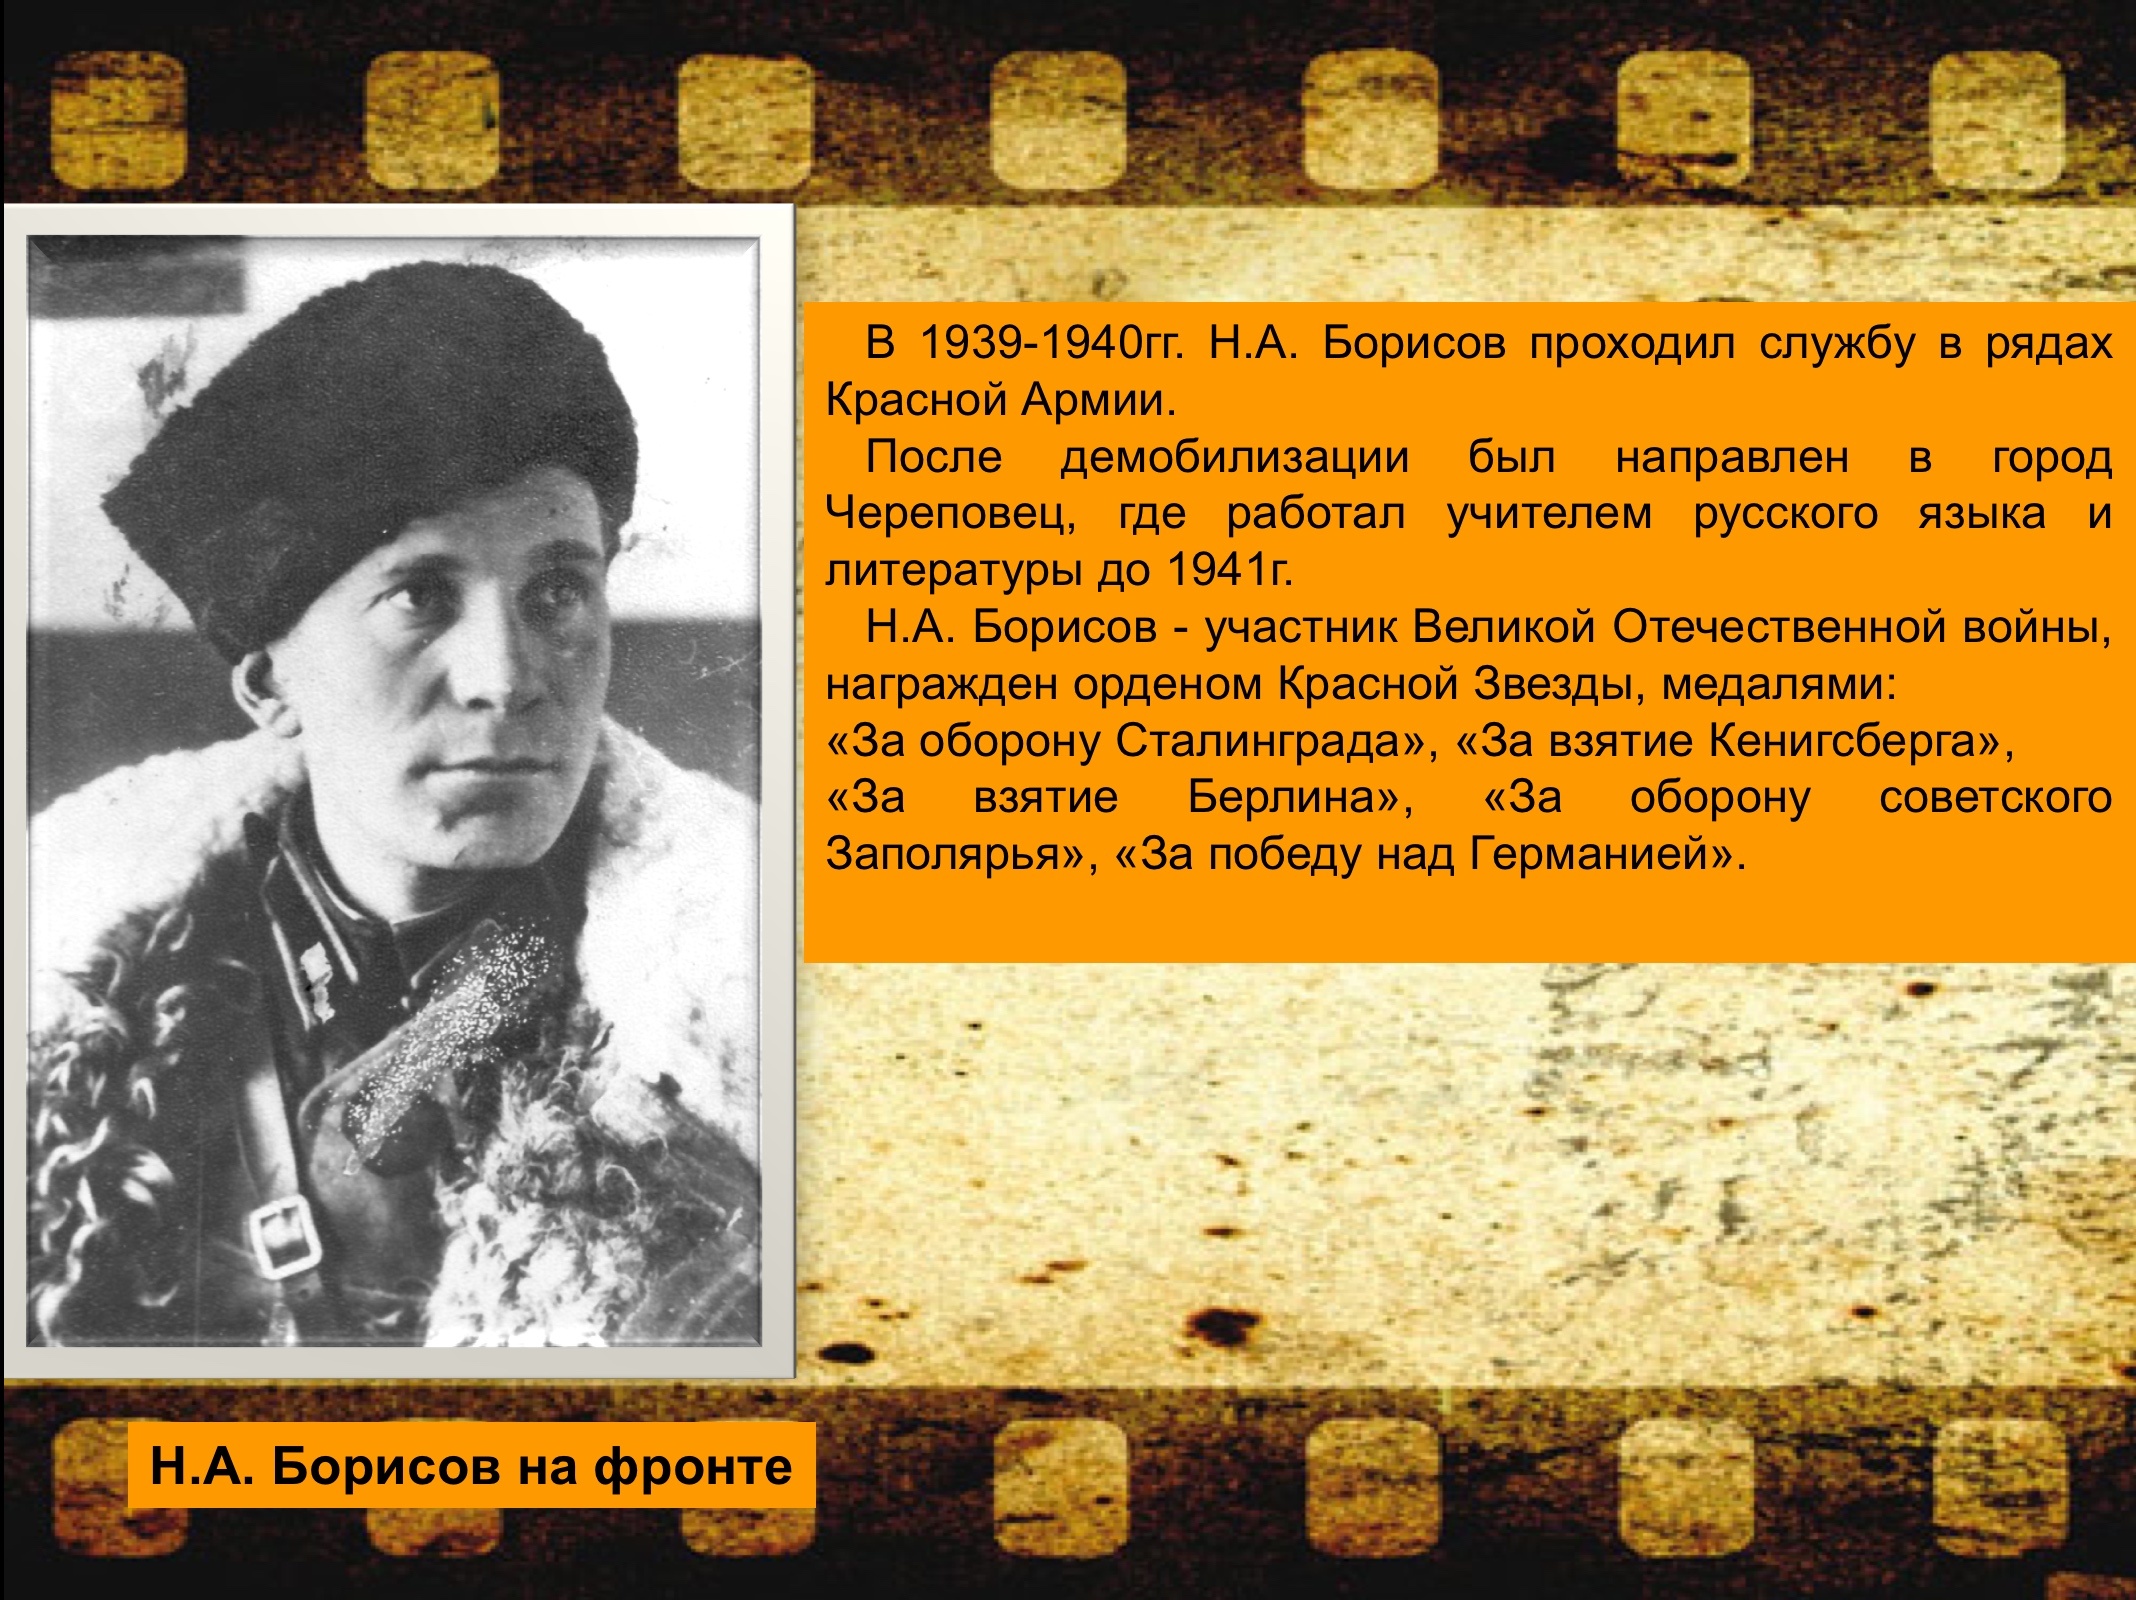 В 1939-1940гг. Н.А. Борисов проходил службу в рядах
Красной Армии.
После демобилизации был направлен в город
Череповец, где работал учителем русского языка и
литературы до 1941г.
Н.А. Борисов - участник Великой Отечественной войны,
награжден орденом Красной Звезды, медалями:
«За оборону Сталинграда», «За взятие Кенигсберга»,
«За взятие Берлина», «За оборону советского
Заполярья», «За победу над Германией».
Н.А. Борисов на фронте